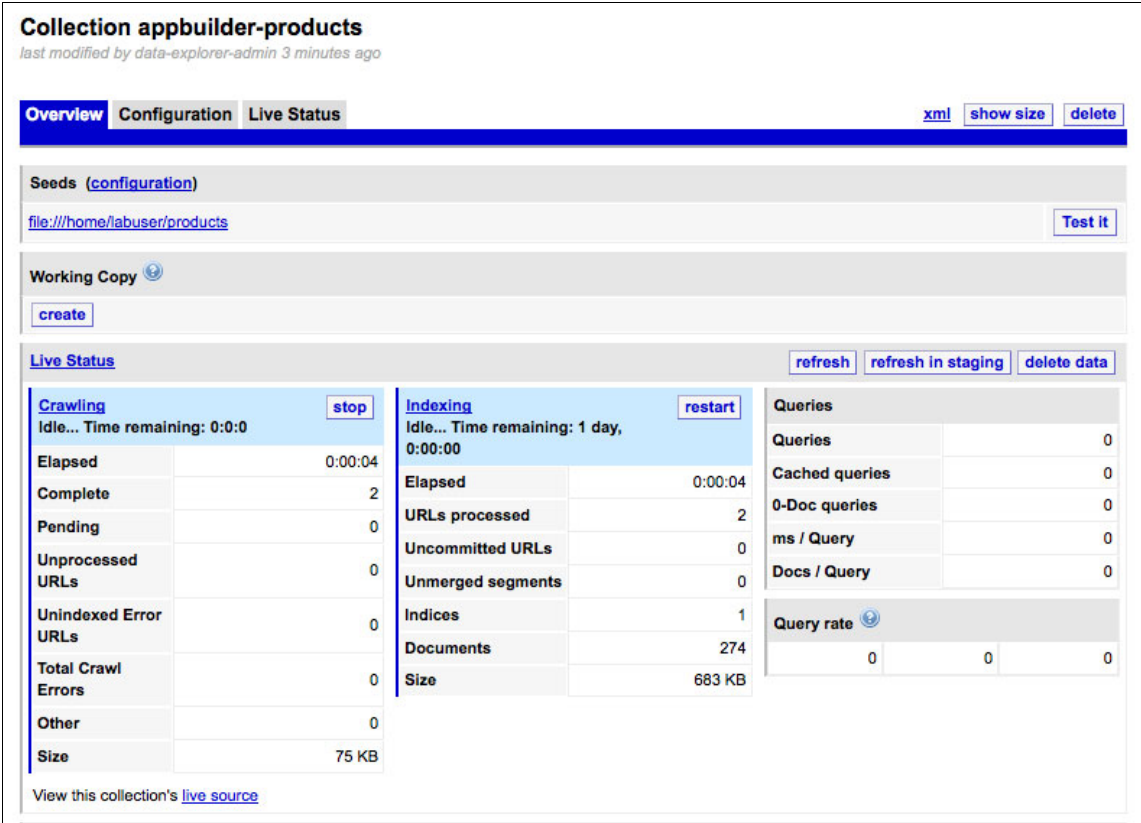 Collection appbuilder-products
last modified by data-explorer-admin 3 minutes ago
Overview Configuration Live Status xml show size delete
Seeds (configuration)
file:///home/labuser/products Test it
Working Copy
create
Live Status refresh refresh in staging delete data
Crawling stop
Idle... Time remaining: 0:0:0
Elapsed 0:00:04
Complete 2
Pending 0
Unprocessed
URLs 0
Unindexed Error
URLs 0
Total Crawl
Errors 0
Other 0
Size 75 KB
Indexing restart
Idle... Time remaining: 1 day,
0:00:00
Elapsed 0:00:04
URLs processed 2
Uncommitted URLs 0
Unmerged segments 0
Indices 1
Documents 274
Size 683 KB
Queries
Queries 0
Cached queries 0
0-Doc queries 0
ms / Query 0
Docs / Query 0
Query rate
0 0 0
View this collection's live source